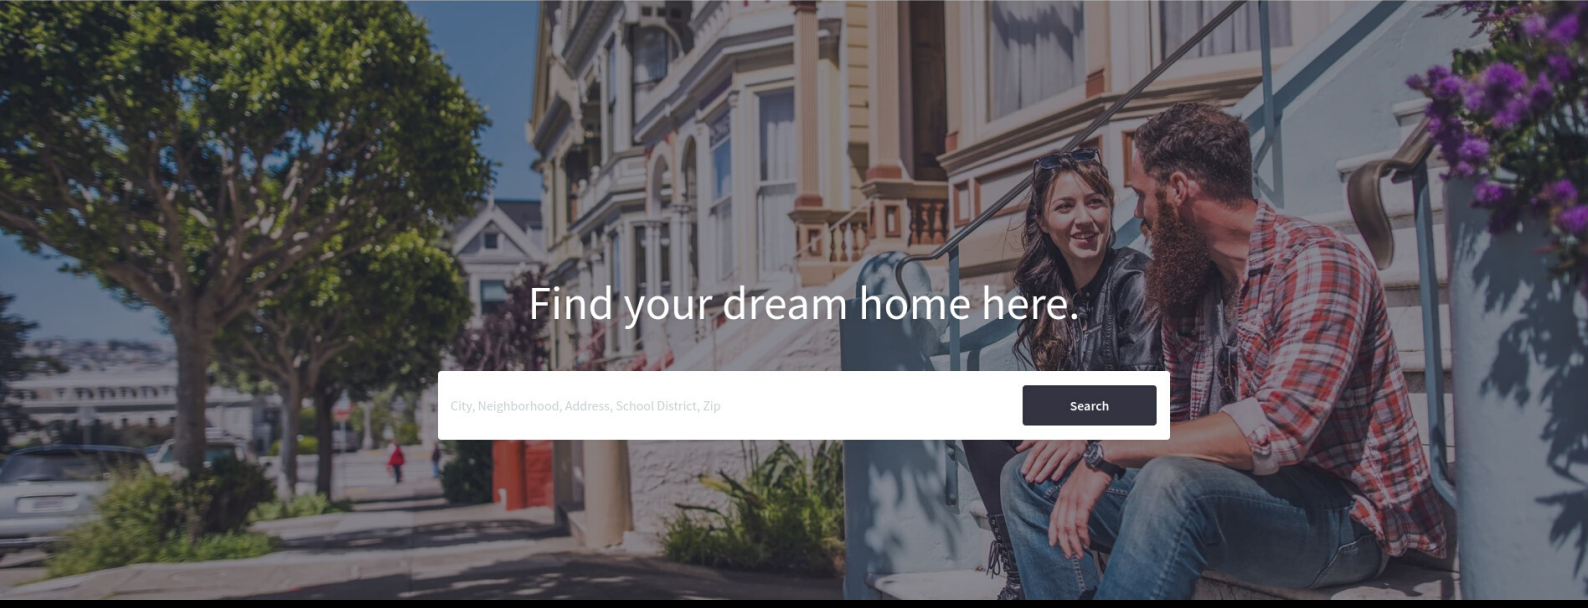 Find your dream home here.
City, Neighborhood, Address, School District, Zip
Search